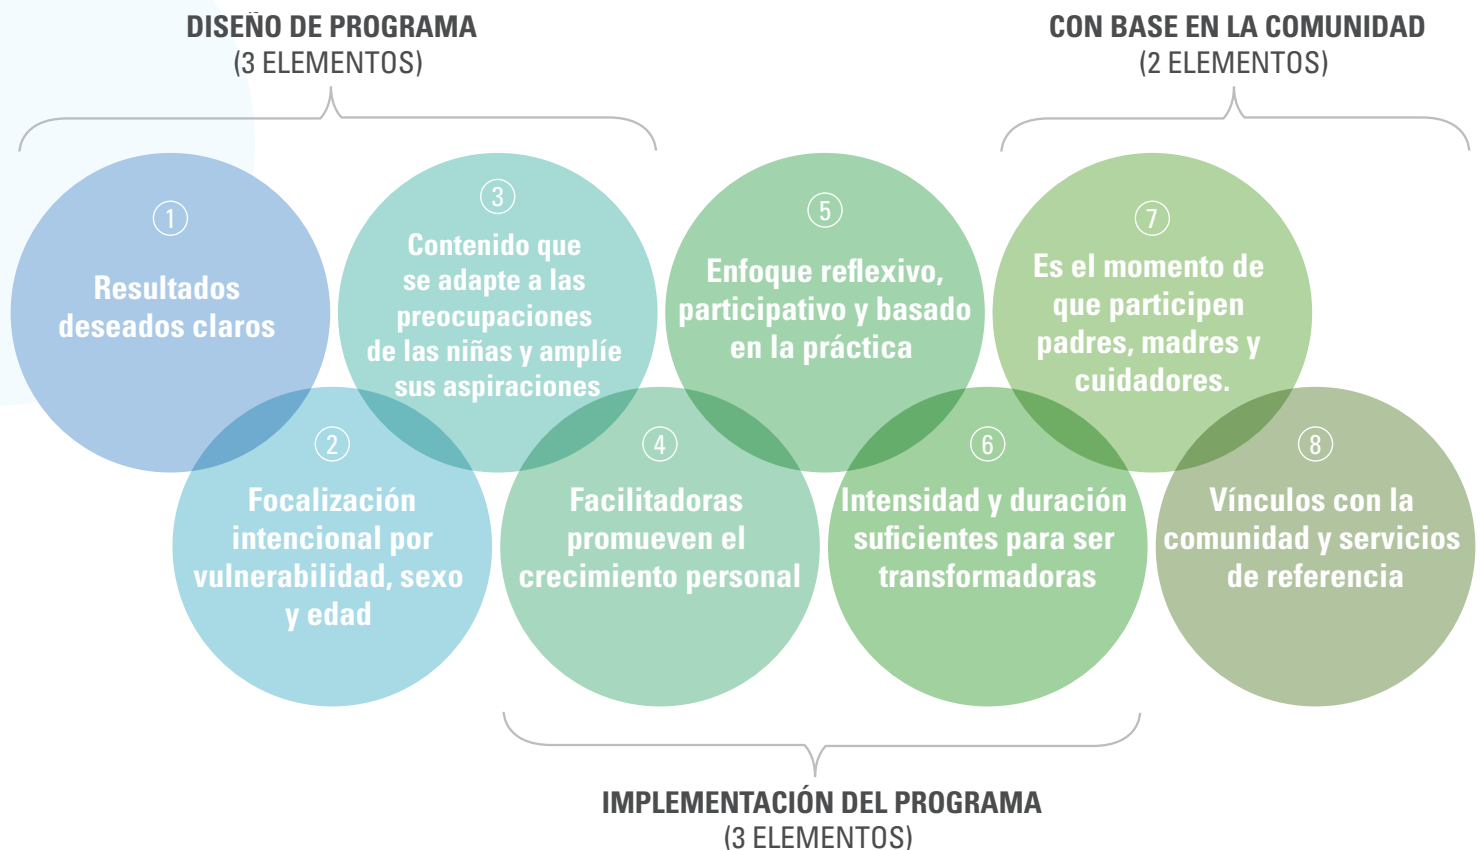 DISEÑO DE PROGRAMA
(3 ELEMENTOS)
CON BASE EN LA COMUNIDAD
(2 ELEMENTOS)
1
Resultados
deseados claros
2
Focalización
intencional por
vulnerabilidad, sexo
y edad
3
Contenido que
se adapte a las
preocupaciones
de las niñas y amplíe
sus aspiraciones
4
Facilitadoras
promueven el
crecimiento personal
5
Enfoque reflexivo,
participativo y basado
en la práctica
6
Intensidad y duración
suficientes para ser
transformadoras
7
Es el momento de
que participen
padres, madres y
cuidadores.
8
Vínculos con la
comunidad y servicios
de referencia
IMPLEMENTACIÓN DEL PROGRAMA
(3 ELEMENTOS)